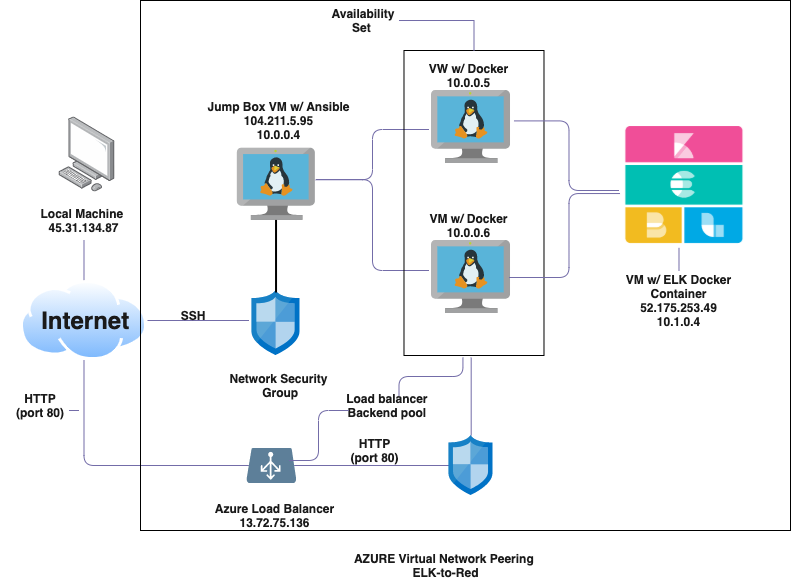 Availability
Set
VW w/ Docker
10.0.0.5
Jump Box VM w/ Ansible
104.211.5.95
10.0.0.4
Local Machine
45.31.134.87
VM w/ Docker
10.0.0.6
VM w/ ELK Docker
Container
52.175.253.49
10.1.0.4
Internet
SSH
Network Security
Group
HTTP
(port 80)
Load balancer
Backend pool
HTTP
(port 80)
Azure Load Balancer
13.72.75.136
AZURE Virtual Network Peering
ELK-to-Red